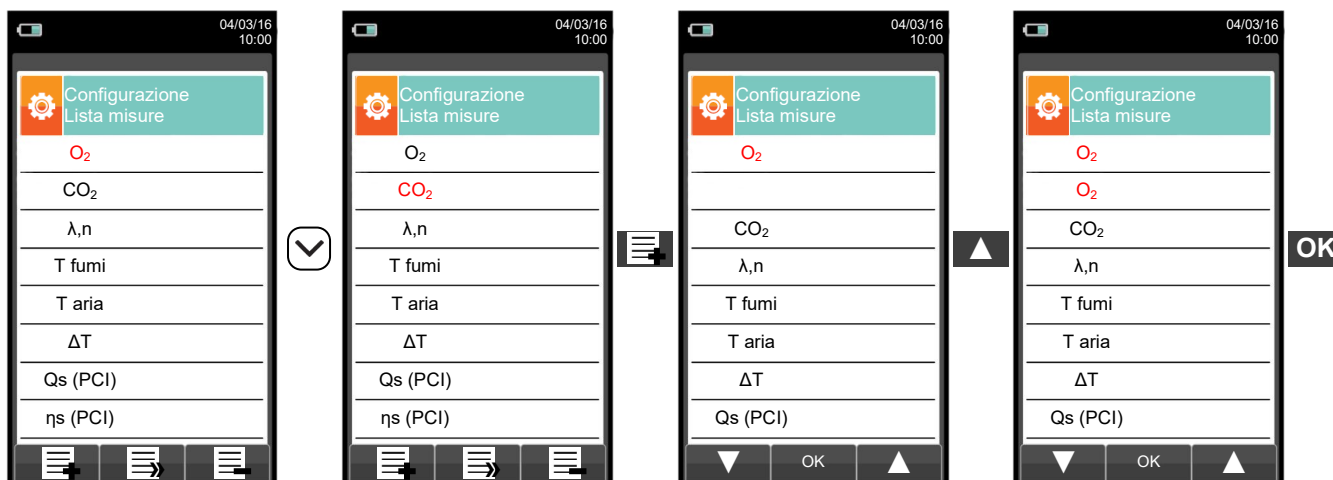 04/03/16
10:00
Configurazione
Lista misure
O₂
CO₂
λ,n
T fumi
T aria
ΔT
Qs (PCI)
ηs (PCI)
04/03/16
10:00
Configurazione
Lista misure
O₂
CO₂
λ,n
T fumi
T aria
ΔT
Qs (PCI)
ηs (PCI)
04/03/16
10:00
Configurazione
Lista misure
O₂
CO₂
λ,n
T fumi
T aria
ΔT
Qs (PCI)
OK
04/03/16
10:00
Configurazione
Lista misure
O₂
O₂
CO₂
λ,n
T fumi
T aria
ΔT
Qs (PCI)
OK
OK